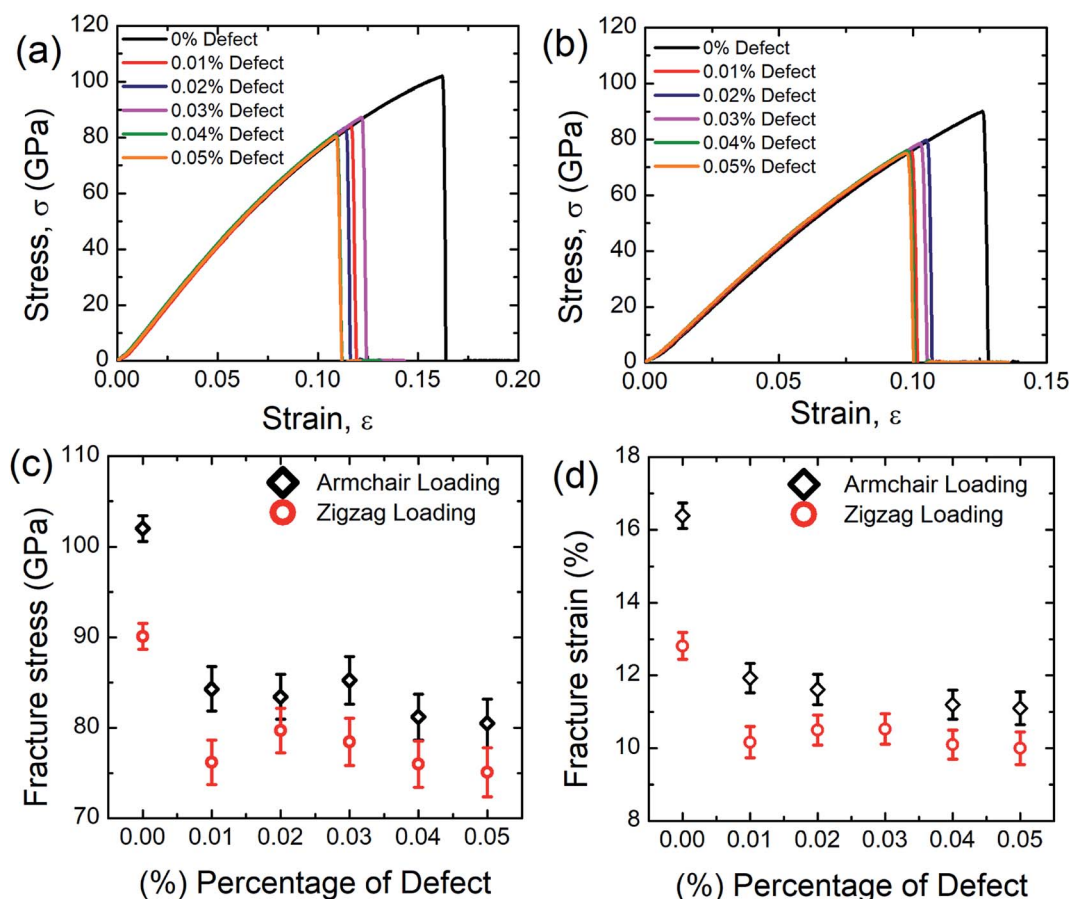 (a)
120
100
80
60
40
20
0
0% Defect
0.01% Defect
0.02% Defect
0.03% Defect
0.04% Defect
0.05% Defect
Stress, σ (GPa)
0.00 0.05 0.10 0.15 0.20
Strain, ε
(b)
120
100
80
60
40
20
0
0% Defect
0.01% Defect
0.02% Defect
0.03% Defect
0.04% Defect
0.05% Defect
Stress, σ (GPa)
0.00 0.05 0.10 0.15
Strain, ε
(c)
110
100
90
80
70
Armchair Loading
Zigzag Loading
Fracture stress (GPa)
0.00 0.01 0.02 0.03 0.04 0.05
(%) Percentage of Defect
(d)
18
16
14
12
10
8
Armchair Loading
Zigzag Loading
Fracture strain (%)
0.00 0.01 0.02 0.03 0.04 0.05
(%) Percentage of Defect